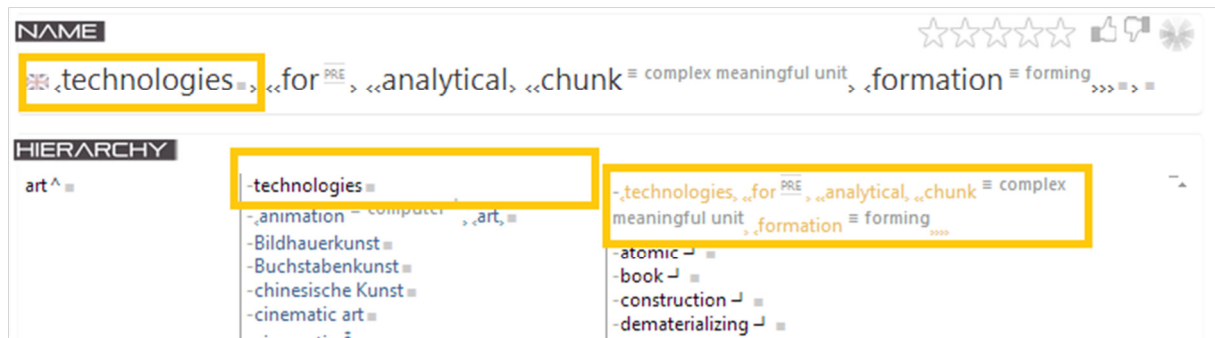 NAME
‹technologies›, ‹‹for PRE›, ‹‹analytical›, ‹‹chunk ≡ complex meaningful unit›, ‹formation ≡ forming›››
HIERARCHY
art ^
-technologies
-‹animation
›, ‹art›
-Bildhauerkunst
-Buchstabenkunst
-chinesische Kunst
-cinematic art
-‹technologies›, ‹‹for PRE›, ‹‹analytical›, ‹‹chunk ≡ complex
meaningful unit›, ‹formation ≡ forming››››
-atomic ┘
-book ┘
-construction ┘
-dematerializing ┘